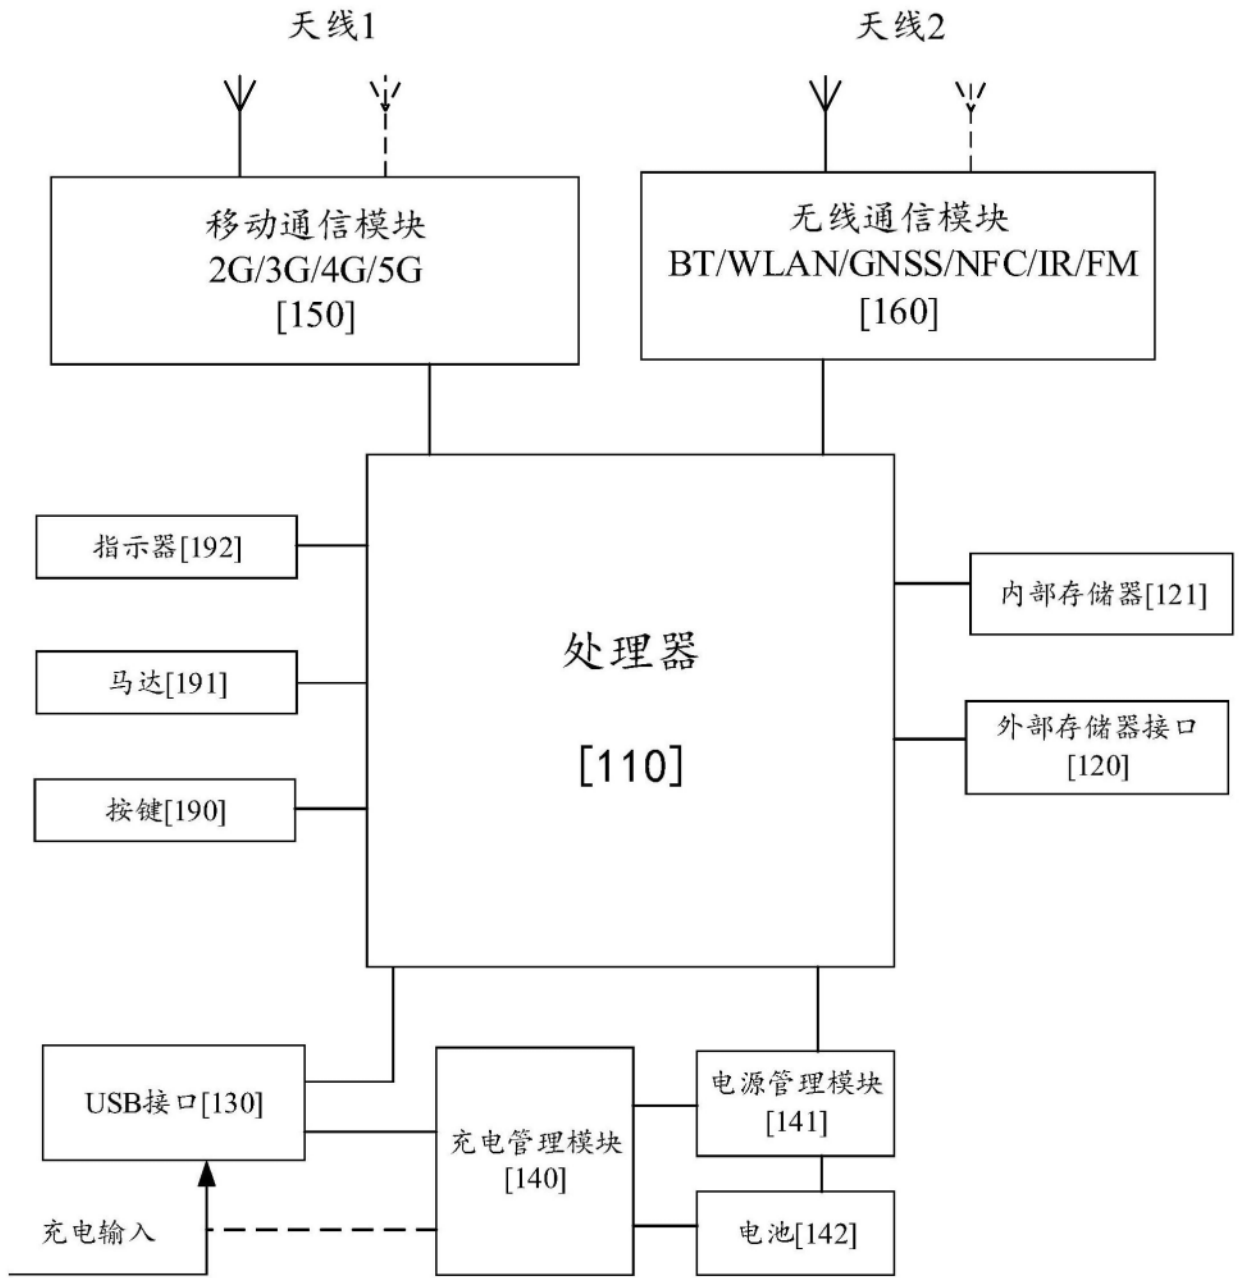 天线1
天线2
移动通信模块
2G/3G/4G/5G
[150]
无线通信模块
BT/WLAN/GNSS/NFC/IR/FM
[160]
指示器[192]
马达[191]
按键[190]
处理器
[110]
内部存储器[121]
外部存储器接口
[120]
USB接口[130]
充电管理模块
[140]
电源管理模块
[141]
电池[142]
充电输入